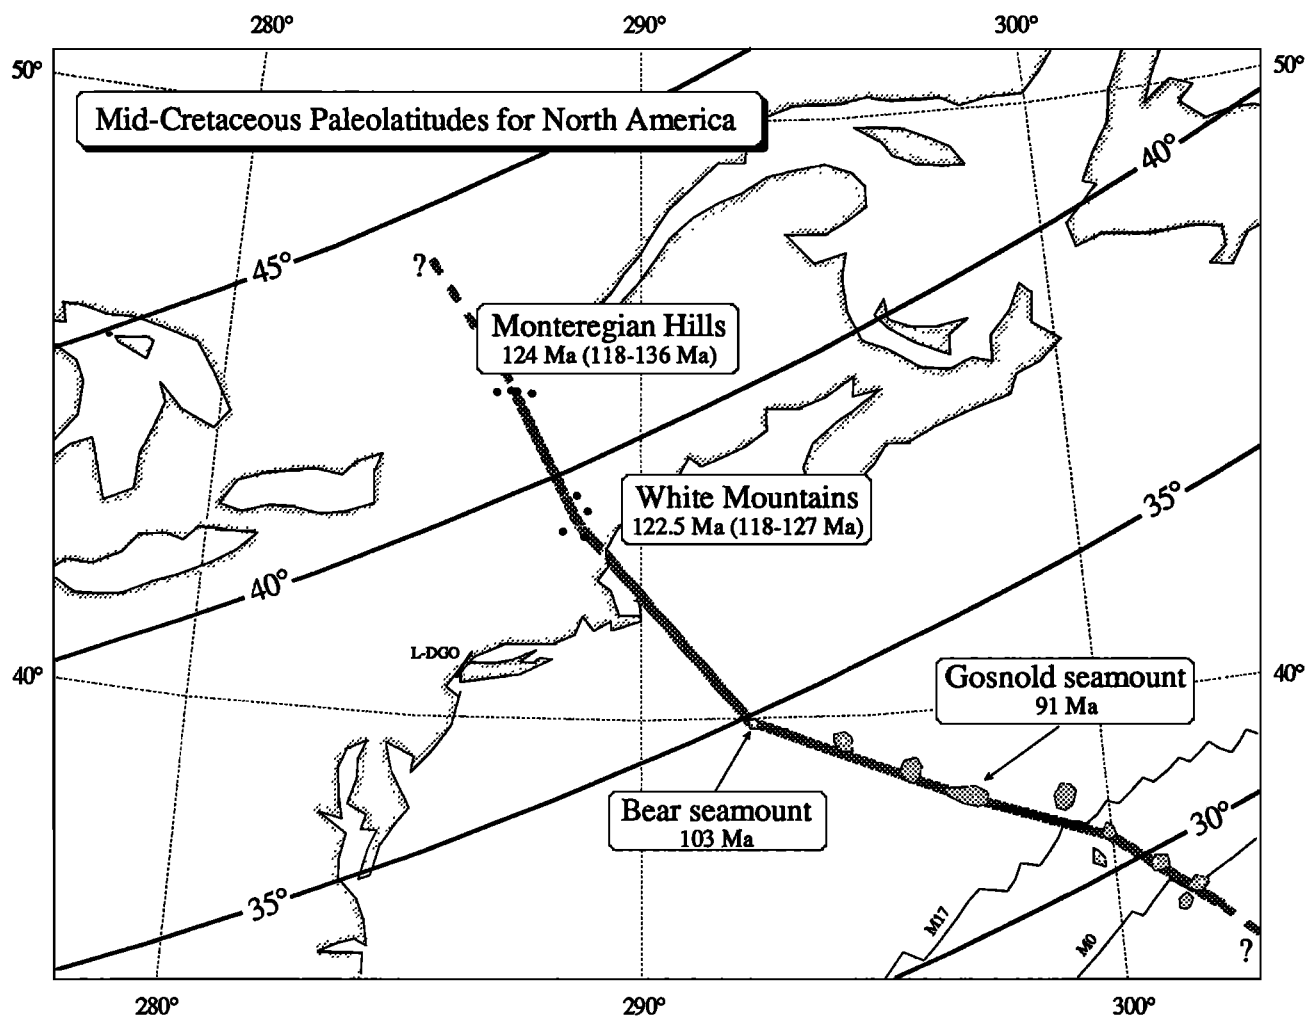 280°
290°
300°
50°
50°
Mid-Cretaceous Paleolatitudes for North America
40°
45°
?
Monteregian Hills
124 Ma (118-136 Ma)
White Mountains
122.5 Ma (118-127 Ma)
35°
40°
L-DGO
40°
40°
Gosnold seamount
91 Ma
Bear seamount
103 Ma
30°
35°
M17
M0
?
280°
290°
300°